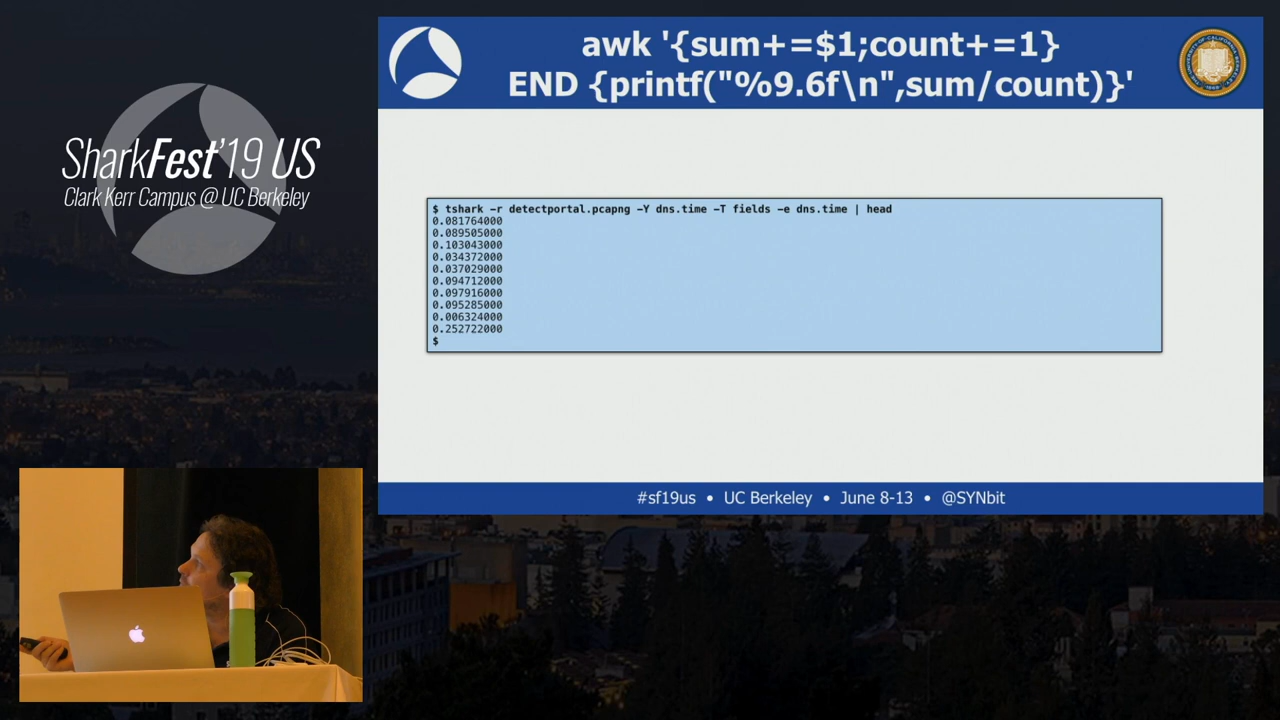 SharkFest'19 US
Clark Kerr Campus @ UC Berkeley
awk '{sum+=$1;count+=1}
END {printf("%9.6f\n",sum/count)}'
$ tshark -r detectportal.pcapng -Y dns.time -T fields -e dns.time | head
0.081764000
0.089505000
0.103043000
0.034372000
0.037029000
0.094712000
0.097916000
0.095285000
0.006324000
0.252722000
$
#sf19us • UC Berkeley • June 8-13 • @SYNbit